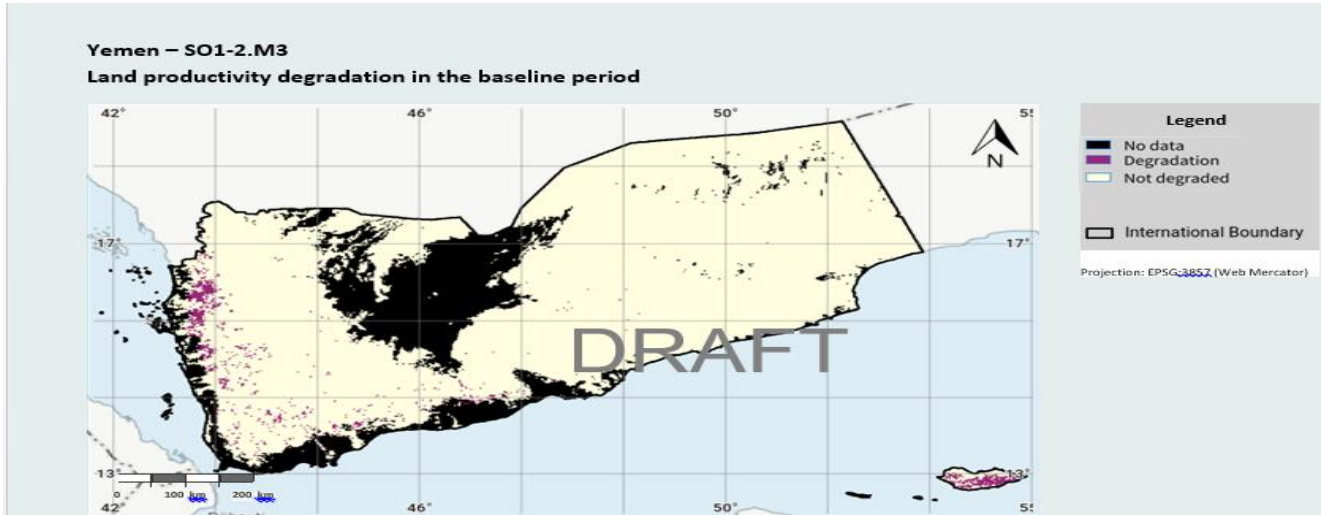 Yemen – SO1-2.M3
Land productivity degradation in the baseline period
42° 46° 50° 55
N
Legend
No data
Degradation
Not degraded
International Boundary
Projection: EPSG:3857 (Web Mercator)
17° 17°
DRAFT
13° 13°
0 100 km 200 km
42° 46° 50° 55